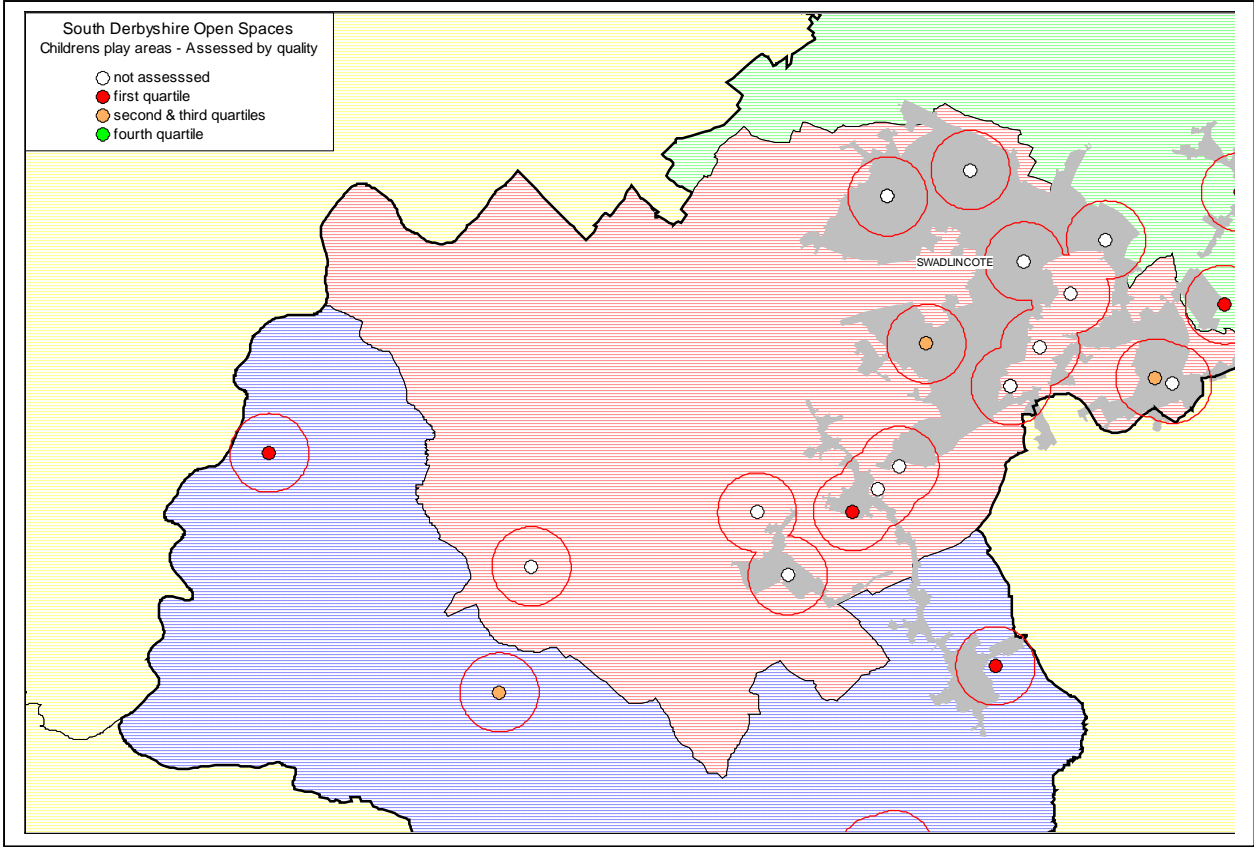 South Derbyshire Open Spaces
Childrens play areas - Assessed by quality
not assesssed
first quartile
second & third quartiles
fourth quartile
SWADLINCOTE